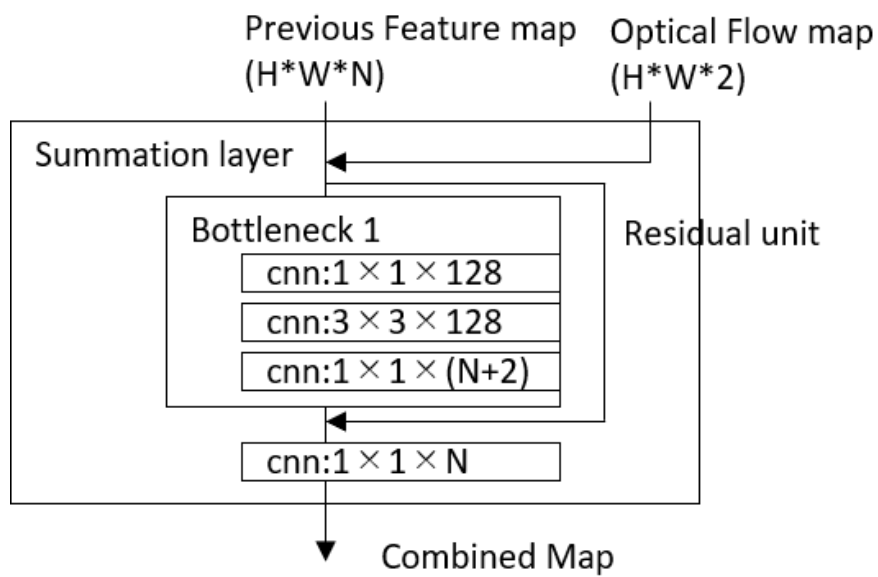 Previous Feature map
(H*W*N)
Optical Flow map
(H*W*2)
Summation layer
Bottleneck 1
Residual unit
cnn:1×1×128
cnn:3×3×128
cnn:1×1×(N+2)
cnn:1×1×N
Combined Map